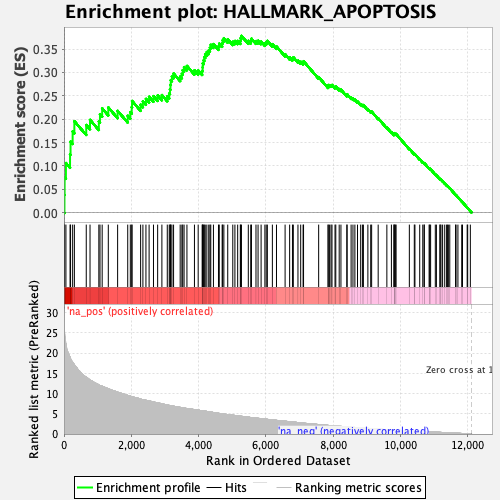 Enrichment plot: HALLMARK_APOPTOSIS
Enrichment score (ES)
0.35
0.30
0.25
0.20
0.15
0.10
0.05
0.00
'na_pos' (positively correlated)
Ranked list metric (PreRanked)
30
25
20
15
10
5
0
Zero cross at 1
'na_neg' (negatively correlated)
0
2,000
4,000
6,000
8,000
10,000
12,000
Rank in Ordered Dataset
Enrichment profile
Hits
Ranking metric scores